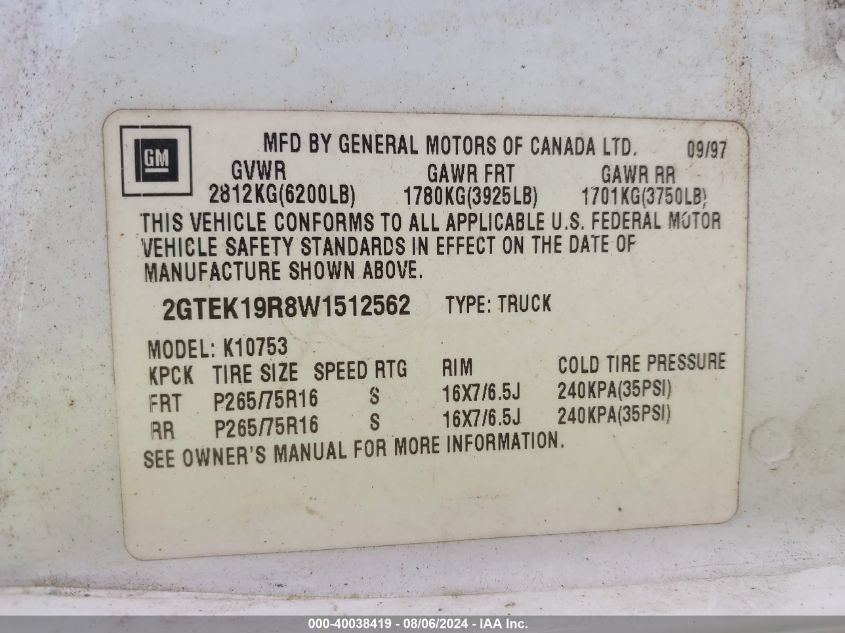 GM
MFD BY GENERAL MOTORS OF CANADA LTD. 09/97
GVWR GAWR FRT GAWR RR
2812KG(6200LB) 1780KG(3925LB) 1701KG(3750LB)
THIS VEHICLE CONFORMS TO ALL APPLICABLE U.S. FEDERAL MOTOR
VEHICLE SAFETY STANDARDS IN EFFECT ON THE DATE OF
MANUFACTURE SHOWN ABOVE.
2GTEK19R8W1512562 TYPE: TRUCK
MODEL: K10753
KPCK TIRE SIZE SPEED RTG RIM COLD TIRE PRESSURE
FRT P265/75R16 S 16X7/6.5J 240KPA(35PSI)
RR P265/75R16 S 16X7/6.5J 240KPA(35PSI)
SEE OWNER'S MANUAL FOR MORE INFORMATION.
000-40038419 - 08/06/2024 - IAA Inc.